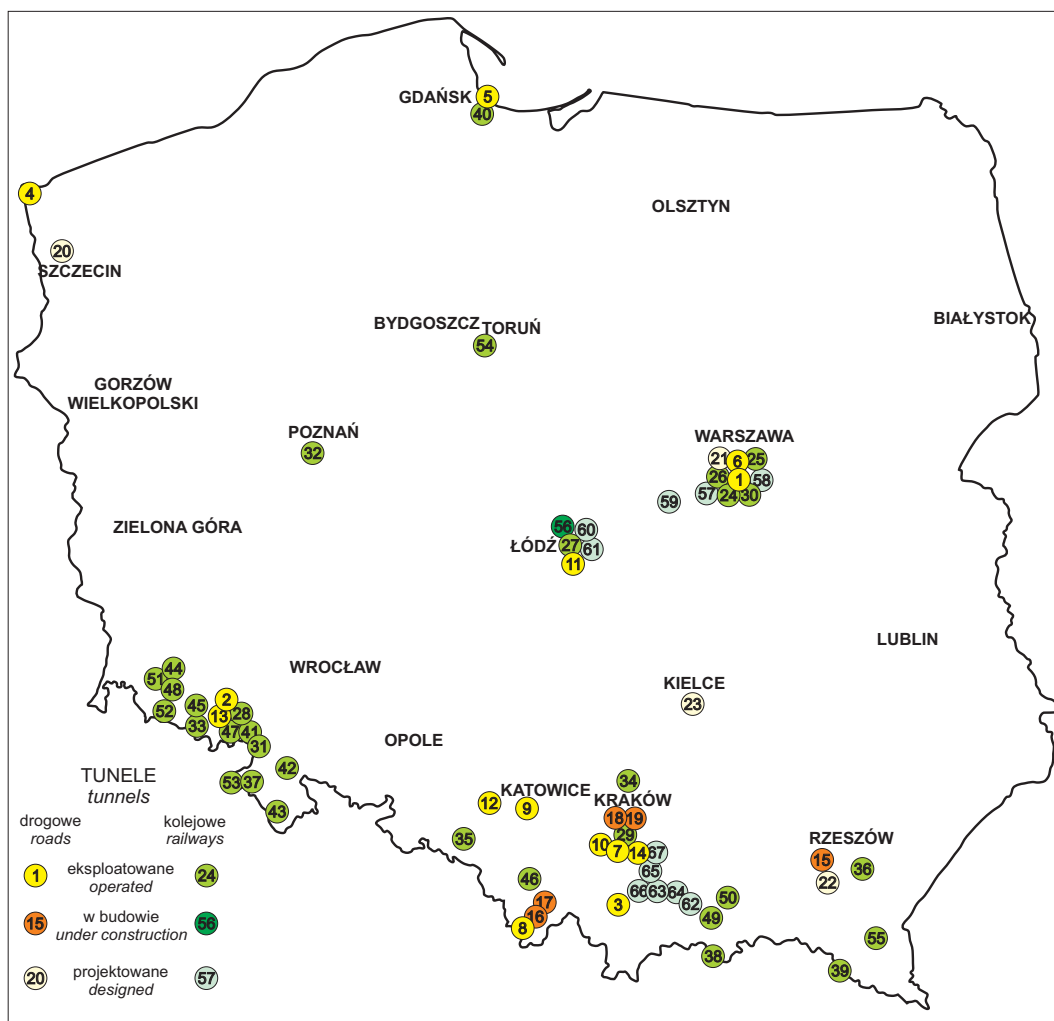 GDAŃSK
5
40
4
OLSZTYN
20
SZCZECIN
BIAŁYSTOK
BYDGOSZCZ
TORUŃ
54
GORZÓW
WIELKOPOLSKI
POZNAŃ
32
WARSZAWA
21 6 25
26 1 58
57 24 30
59
ZIELONA GÓRA
56 60
ŁÓDŹ 27 61
11
LUBLIN
WROCŁAW
KIELCE
23
44
51
48
52
45
33
2
13 28
47 41
31
42
53 37
43
OPOLE
KATOWICE
12 9
35
34
KRAKÓW
18 19
29
10 7 14 67
65
66 63 64 62
3
46
17
16
8
50
49
38
RZESZÓW
15
36
22
55
39
TUNELE
tunnels
drogowe
roads
kolejowe
railways
1 eksploatowane 24
operated
15 w budowie 56
under construction
20 projektowane 57
designed